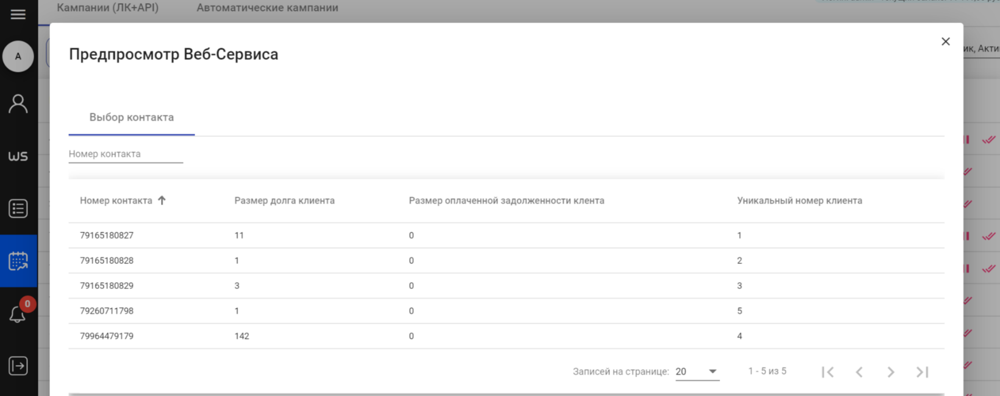 Кампании (ЛК+API) Автоматические кампании
A
Предпросмотр Веб-Сервиса
ик, Акти
Выбор контакта
WS
Номер контакта
Номер контакта Размер долга клиента Размер оплаченной задолженности клента Уникальный номер клиента
79165180827 11 0 1
79165180828 1 0 2
79165180829 3 0 3
0
79260711798 1 0 5
79964479179 142 0 4
Записей на странице: 20 1 - 5 из 5